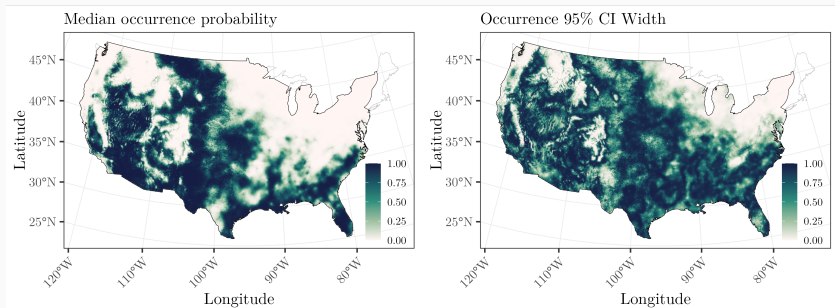 Median occurrence probability
Latitude
45°N
40°N
35°N
30°N
25°N
1.00
0.75
0.50
0.25
0.00
120°W
110°W
100°W
90°W
80°W
Longitude
Occurrence 95% CI Width
Latitude
45°N
40°N
35°N
30°N
25°N
1.00
0.75
0.50
0.25
0.00
120°W
110°W
100°W
90°W
80°W
Longitude